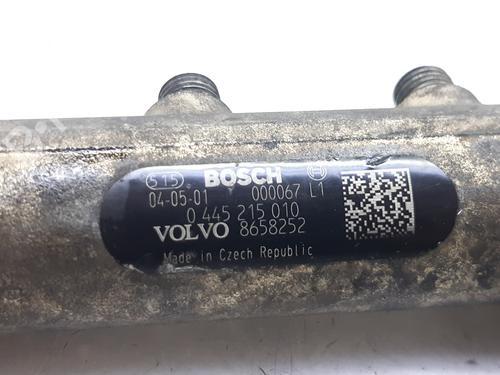 515 BOSCH
04-05-01 000067 L1
0 445 215 010
VOLVO 8658252
Made in Czech Republic